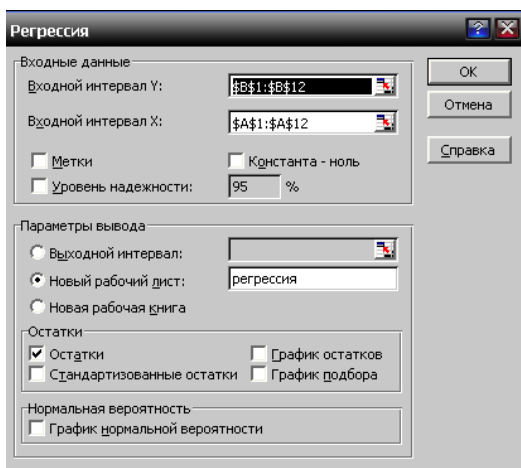 Регрессия
Входные данные
Входной интервал Y: $B$1:$B$12
Входной интервал X: $A$1:$A$12
Метки Константа - ноль
Уровень надежности: 95 %
OK
Отмена
Справка
Параметры вывода
Выходной интервал:
Новый рабочий лист: регрессия
Новая рабочая книга
Остатки
Остатки График остатков
Стандартизованные остатки График подбора
Нормальная вероятность
График нормальной вероятности